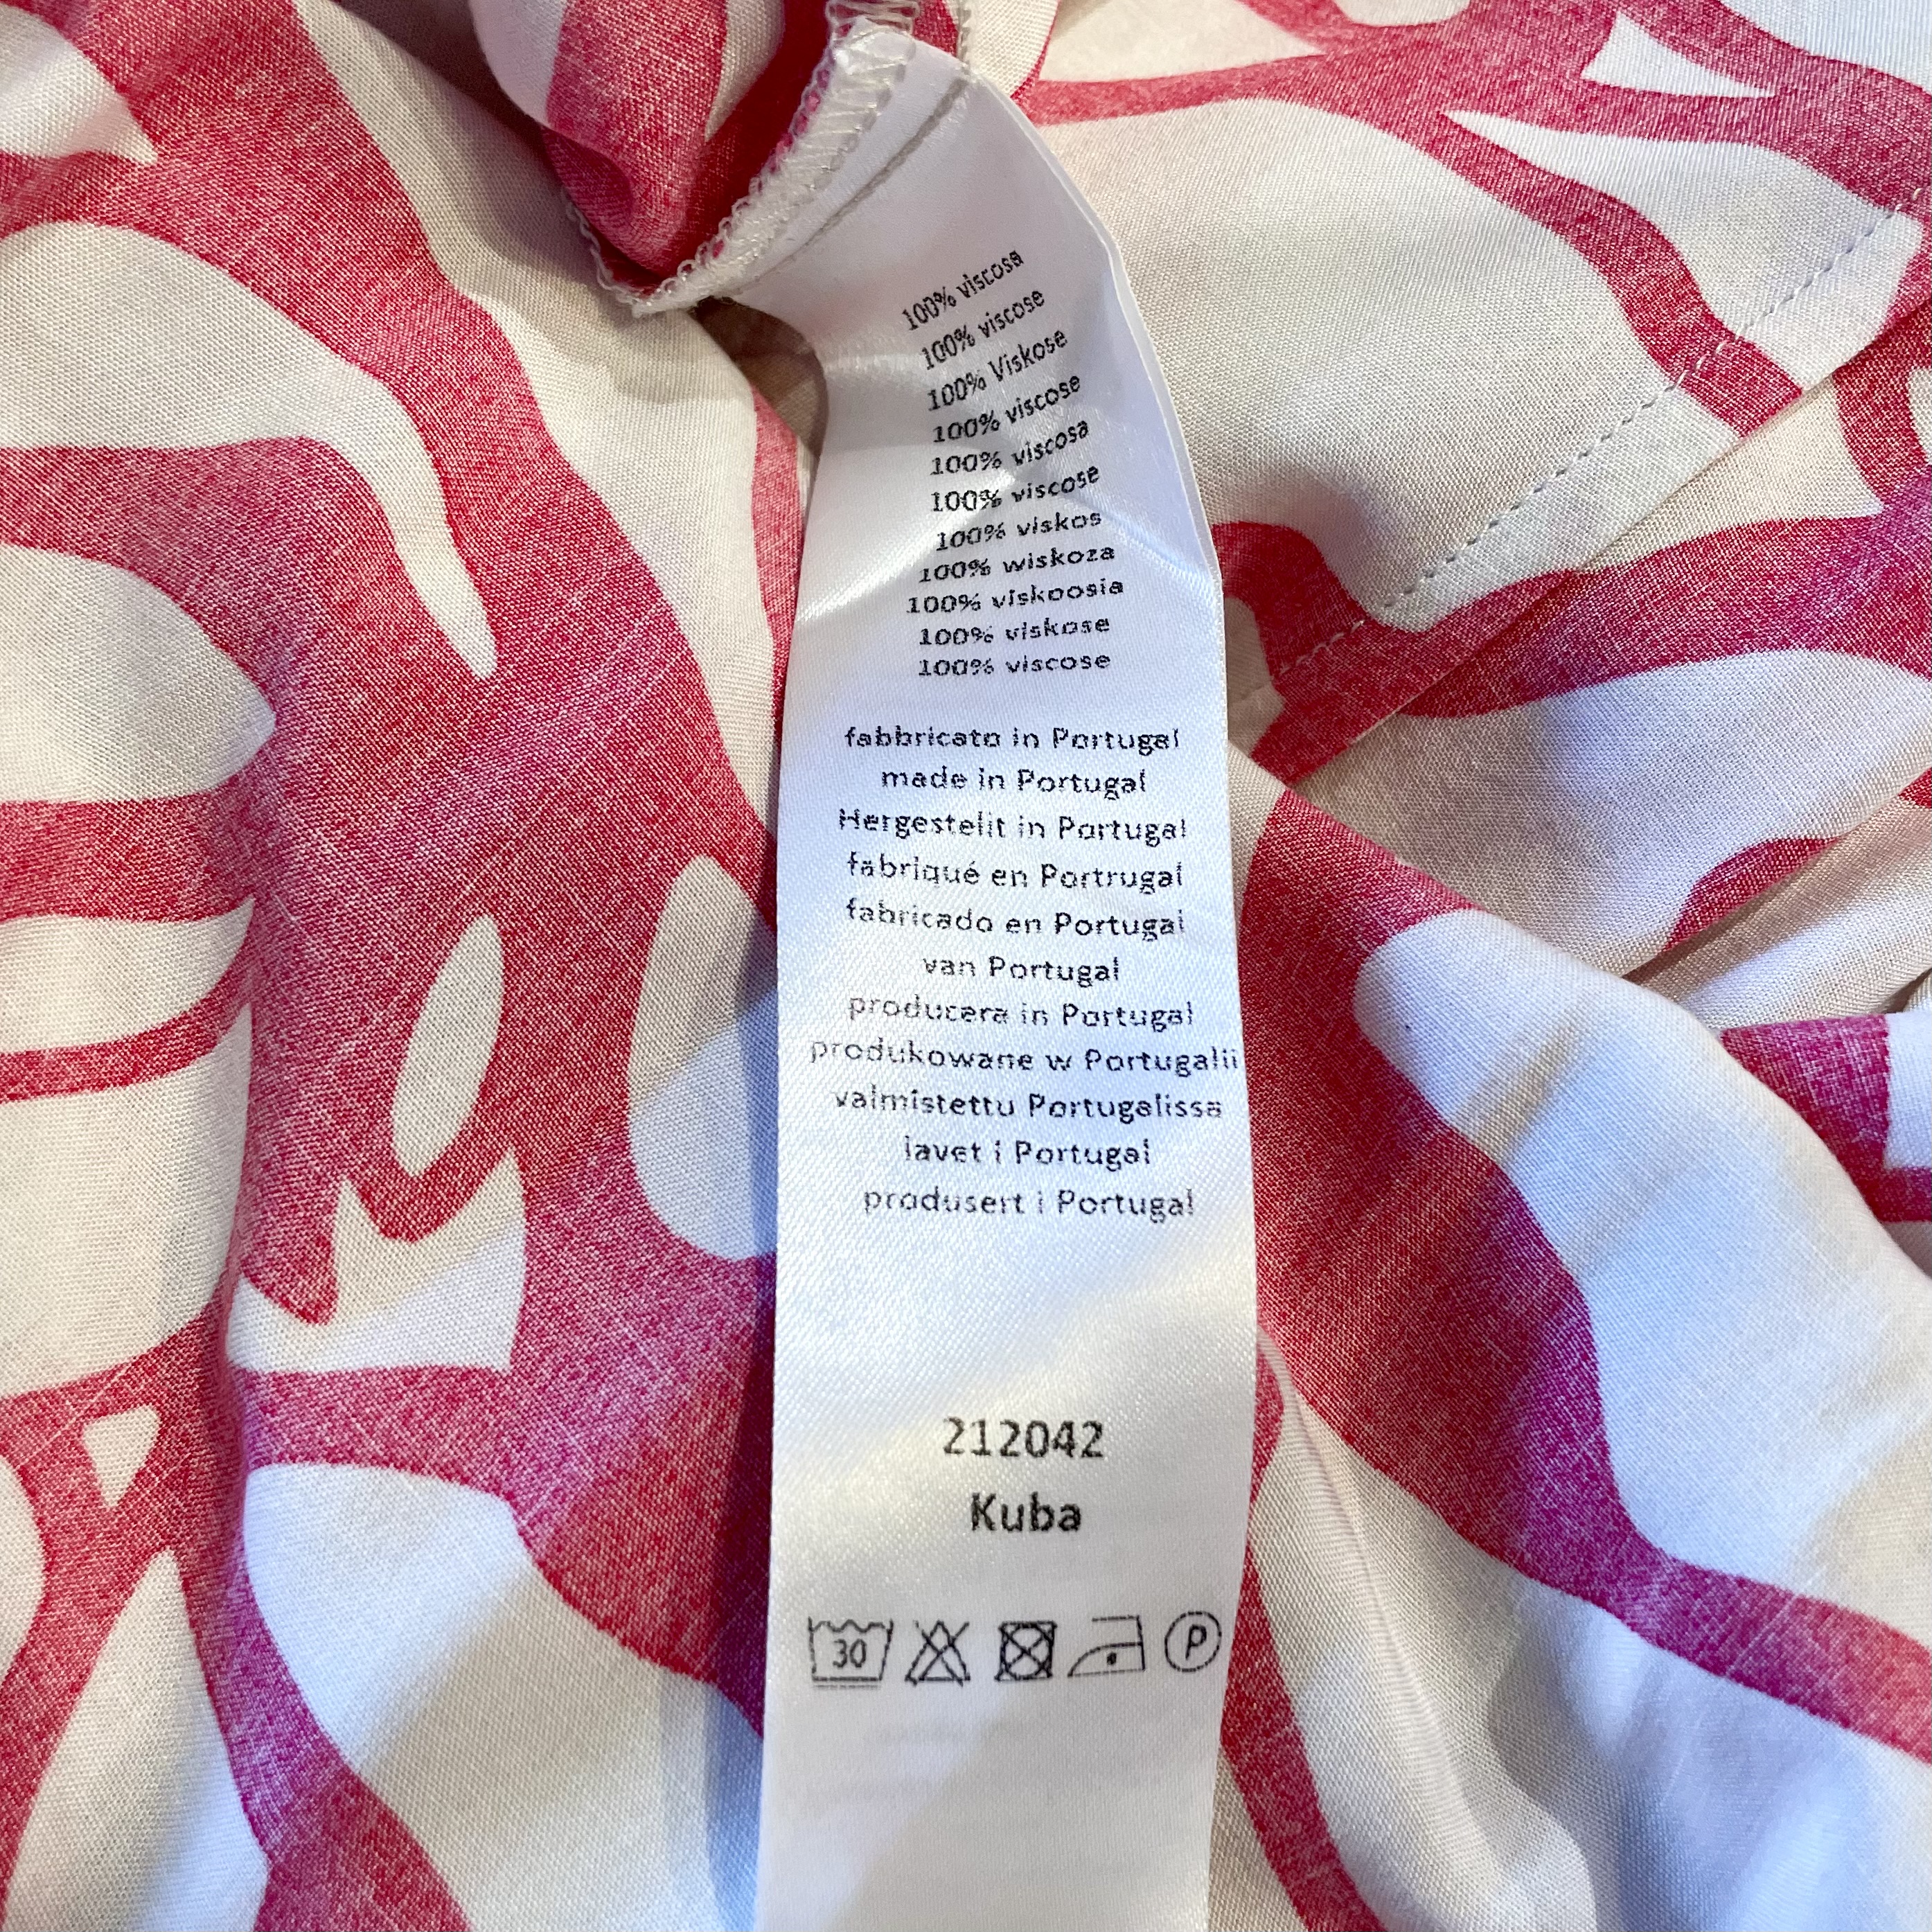 100% viscosa
100% viscose
100% Viskose
100% viscose
100% viscosa
100% viscose
100% viskos
100% wiskoza
100% viskoosia
100% viskose
100% viscose
fabbricato in Portugal
made in Portugal
Hergestellt in Portugal
fabriqué en Portrugal
fabricado en Portugal
van Portugal
producera in Portugal
produkowane w Portugalii
valmistettu Portugalissa
lavet i Portugal
produsert i Portugal
212042
Kuba
30 P